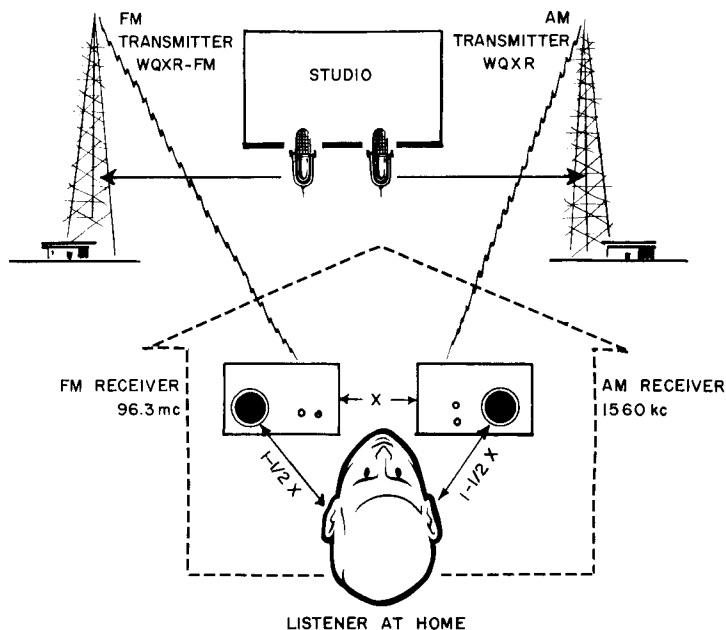 FM
TRANSMITTER
WQXR-FM
STUDIO
AM
TRANSMITTER
WQXR
FM RECEIVER
96.3 mc
X
AM RECEIVER
1560 kc
1-1/2 X
1-1/2 X
LISTENER AT HOME